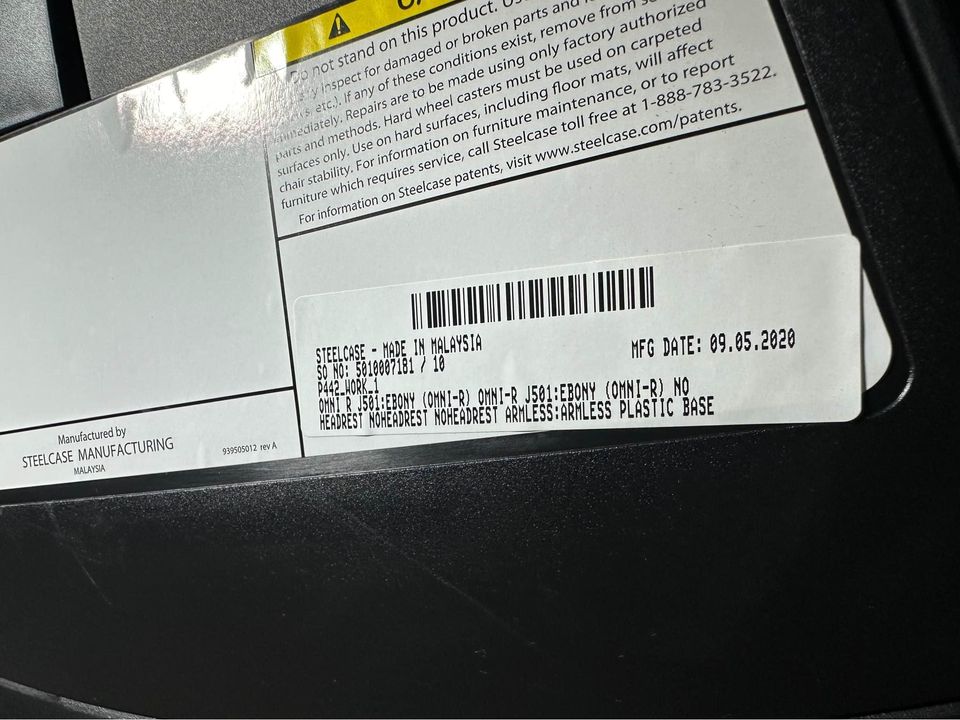 not stand on this product.
inspect for damaged or broken parts and
etc.). If any of these conditions exist, remove from
Repairs are to be made using only factory authorized
parts and methods. Hard wheel casters must be used on carpeted
surfaces only. Use on hard surfaces, including floor mats, will affect
chair stability. For information on furniture maintenance, or to report
furniture which requires service, call Steelcase toll free at 1-888-783-3522.
For information on Steelcase patents, visit www.steelcase.com/patents.
STEELCASE - MADE IN MALAYSIA
MFG DATE: 09.05.2020
SO NO: 5010007181 / 10
P442_WORK_1
OMNI R J501:EBONY (OMNI-R) OMNI-R J501:EBONY (OMNI-R) NO
HEADREST NOHEADREST NOHEADREST ARMLESS:ARMLESS PLASTIC BASE
Manufactured by
STEELCASE MANUFACTURING
MALAYSIA
939505012 rev A